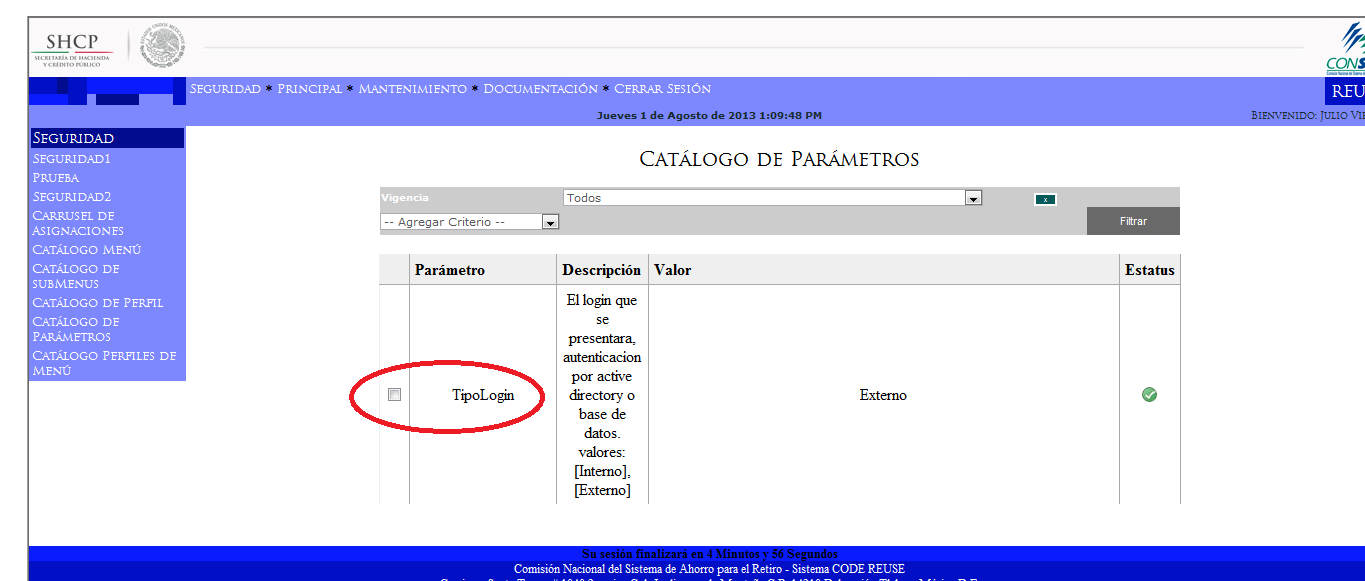 SHCP
SECRETARÍA DE HACIENDA
Y CRÉDITO PÚBLICO
SEGURIDAD * PRINCIPAL * MANTENIMIENTO * DOCUMENTACIÓN * CERRAR SESIÓN
Jueves 1 de Agosto de 2013 1:09:48 PM
BIENVENIDO: JULIO
SEGURIDAD
SEGURIDAD1
PRUEBA
SEGURIDAD2
CARRUSEL DE
ASIGNACIONES
CATÁLOGO MENÚ
CATÁLOGO DE
SUBMENUS
CATÁLOGO DE PERFIL
CATÁLOGO DE
PARÁMETROS
CATÁLOGO PERFILES DE
MENÚ
CATÁLOGO DE PARÁMETROS
Vigencia
Todos
x
-- Agregar Criterio --
Filtrar
Parámetro Descripción Valor Estatus
El login que
se
presentara,
autenticacion
por active
directory o
base de
datos.
valores:
[Interno],
[Externo]
TipoLogin
Externo
Su sesión finalizará en 4 Minutos y 56 Segundos
Comisión Nacional del Sistema de Ahorro para el Retiro - Sistema CODE REUSE